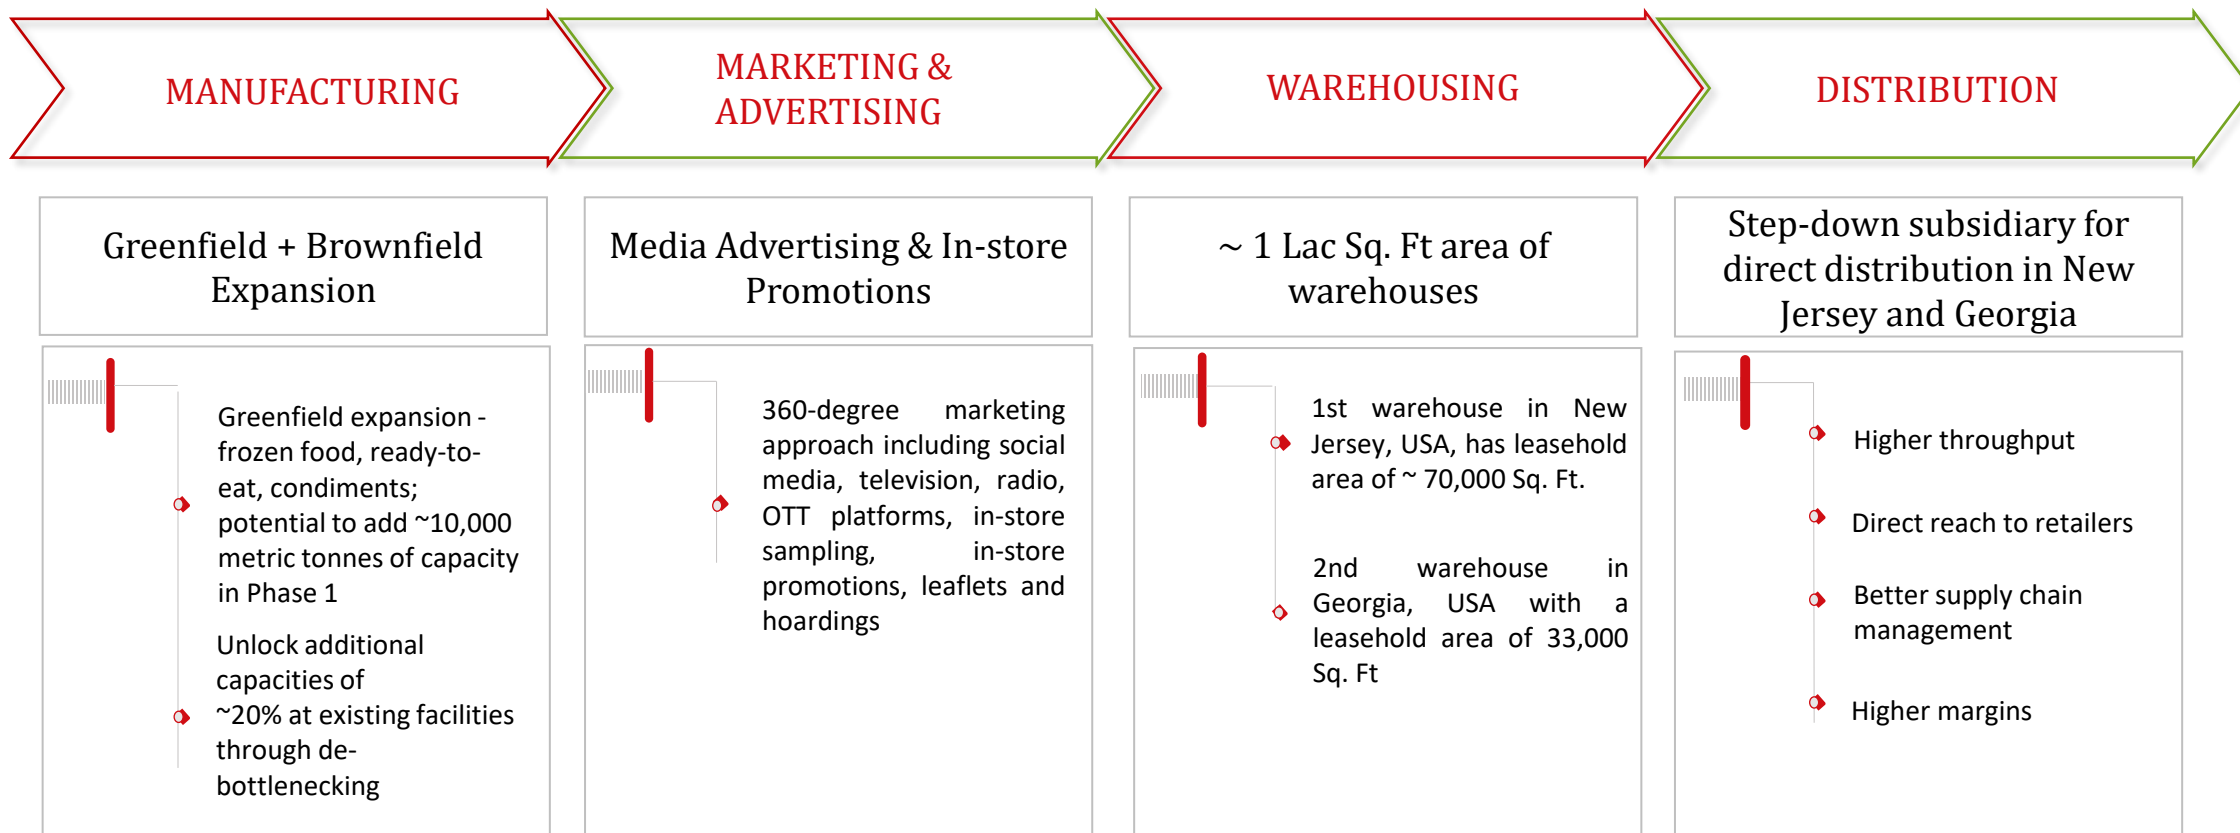 MANUFACTURING
MARKETING &
ADVERTISING
WAREHOUSING
DISTRIBUTION
Greenfield + Brownfield
Expansion
Greenfield expansion -
frozen food, ready-to-
eat, condiments;
potential to add ~10,000
metric tonnes of capacity
in Phase 1
Unlock additional
capacities of
~20% at existing facilities
through de-
bottlenecking
Media Advertising & In-store
Promotions
360-degree marketing
approach including social
media, television, radio,
OTT platforms, in-store
sampling, in-store
promotions, leaflets and
hoardings
~ 1 Lac Sq. Ft area of
warehouses
1st warehouse in New
Jersey, USA, has leasehold
area of ~ 70,000 Sq. Ft.
2nd warehouse in
Georgia, USA with a
leasehold area of 33,000
Sq. Ft
Step-down subsidiary for
direct distribution in New
Jersey and Georgia
Higher throughput
Direct reach to retailers
Better supply chain
management
Higher margins